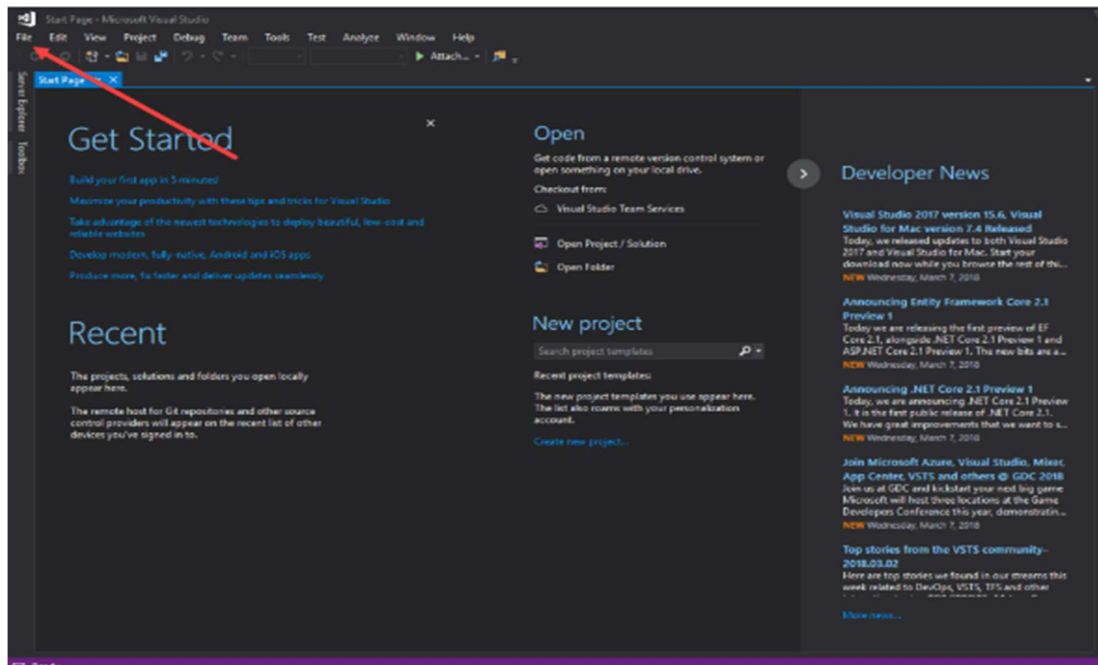 Start Page - Microsoft Visual Studio
File Edit View Project Debug Team Tools Test Analyze Window Help
Attach...
Server Explorer
Toolbox
Start Page
Get Started
Build your first app in 5 minutes!
Maximize your productivity with these tips and tricks for Visual Studio
Take advantage of the newest technologies to deploy beautiful, low-cost and
reliable websites
Develop modern, fully-native, Android and iOS apps
Produce more, fix faster and deliver updates seamlessly
Recent
The projects, solutions and folders you open locally
appear here.
The remote host for Git repositories and other source
control providers will appear on the recent list of other
devices you've signed in to.
Open
Get code from a remote version control system or
open something on your local drive.
Checkout from:
Visual Studio Team Services
Open Project / Solution
Open Folder
New project
Search project templates
Recent project templates:
The new project templates you use appear here.
The list also roams with your personalization
account.
Create new project...
Developer News
Visual Studio 2017 version 15.6, Visual
Studio for Mac version 7.4 Released
Today, we released updates to both Visual Studio
2017 and Visual Studio for Mac. Start your
download now while you browse the rest of thi...
NEW Wednesday, March 7, 2018
Announcing Entity Framework Core 2.1
Preview 1
Today we are releasing the first preview of EF
Core 2.1, alongside .NET Core 2.1 Preview 1 and
ASP.NET Core 2.1 Preview 1. The new bits are a...
NEW Wednesday, March 7, 2018
Announcing .NET Core 2.1 Preview 1
Today, we are announcing .NET Core 2.1 Preview
1. It is the first public release of .NET Core 2.1.
We have great improvements that we want to s...
NEW Wednesday, March 7, 2018
Join Microsoft Azure, Visual Studio, Mixer,
App Center, VSTS and others @ GDC 2018
Join us at GDC and kickstart your next big game
Microsoft will host three locations at the Game
Developers Conference this year, demonstratin...
NEW Wednesday, March 7, 2018
Top stories from the VSTS community–
2018.03.02
Here are top stories we found in our streams this
week related to DevOps, VSTS, TFS and other
More news...